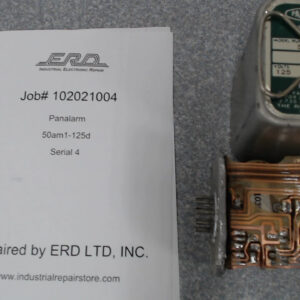 ERD
INDUSTRIAL ELECTRONIC REPAIR
Job# 102021004
Panalarm
50am1-125d
Serial 4
aired by ERD LTD, INC.
www.industrialrepairstore.com
125